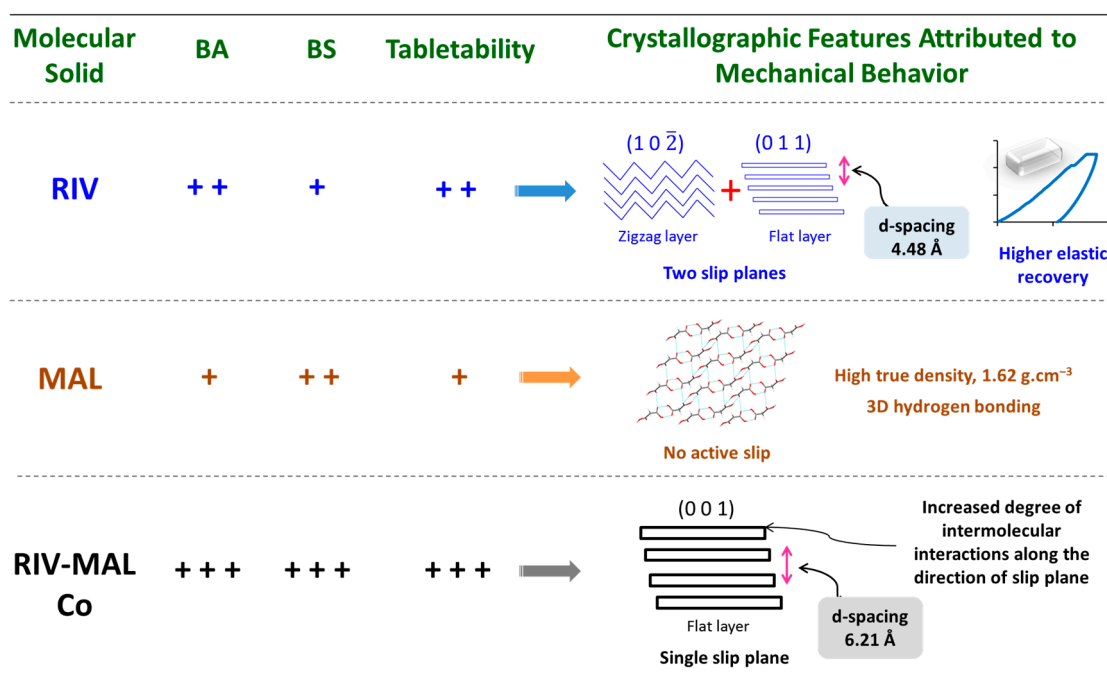 Molecular Solid BA BS Tabletability Crystallographic Features Attributed to Mechanical Behavior
RIV + + + + +
(1 0 2̅) (0 1 1)
+
Zigzag layer Flat layer
Two slip planes
d-spacing
4.48 Å
Higher elastic
recovery
MAL + + + +
No active slip
High true density, 1.62 g.cm⁻³
3D hydrogen bonding
RIV-MAL
Co
+ + + + + + + + +
(0 0 1)
Flat layer
Single slip plane
Increased degree of
intermolecular
interactions along the
direction of slip plane
d-spacing
6.21 Å